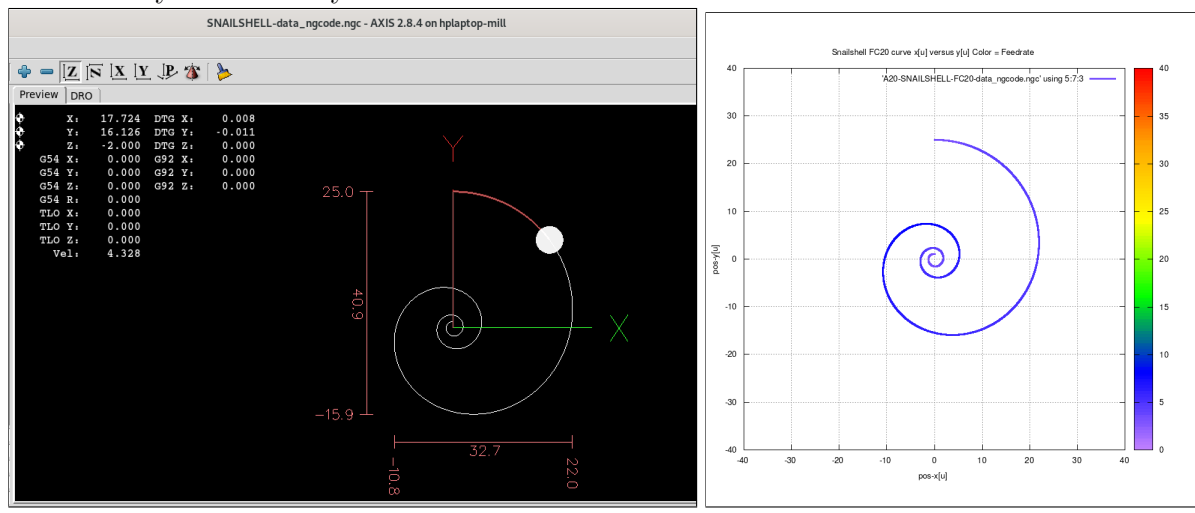 SNAILSHELL-data_ngcode.ngc - AXIS 2.8.4 on hplaptop-mill
Z N X Y P
Preview DRO
X: 17.724 DTG X: 0.008
Y: 16.126 DTG Y: -0.011
Z: -2.000 DTG Z: 0.000
G54 X: 0.000 G92 X: 0.000
G54 Y: 0.000 G92 Y: 0.000
G54 Z: 0.000 G92 Z: 0.000
G54 R: 0.000
TLO X: 0.000
TLO Y: 0.000
TLO Z: 0.000
Vel: 4.328
Y
25.0
40.9
X
-15.9
32.7
-10.8
22.0
Snailshell FC20 curve x[u] versus y[u] Color = Feedrate
'A20-SNAILSHELL-FC20-data_ngcode.ngc' using 5:7:3
40
30
20
10
0
-10
-20
-30
-40
pos-y[u]
-40 -30 -20 -10 0 10 20 30 40
pos-x[u]
40
35
30
25
20
15
10
5
0